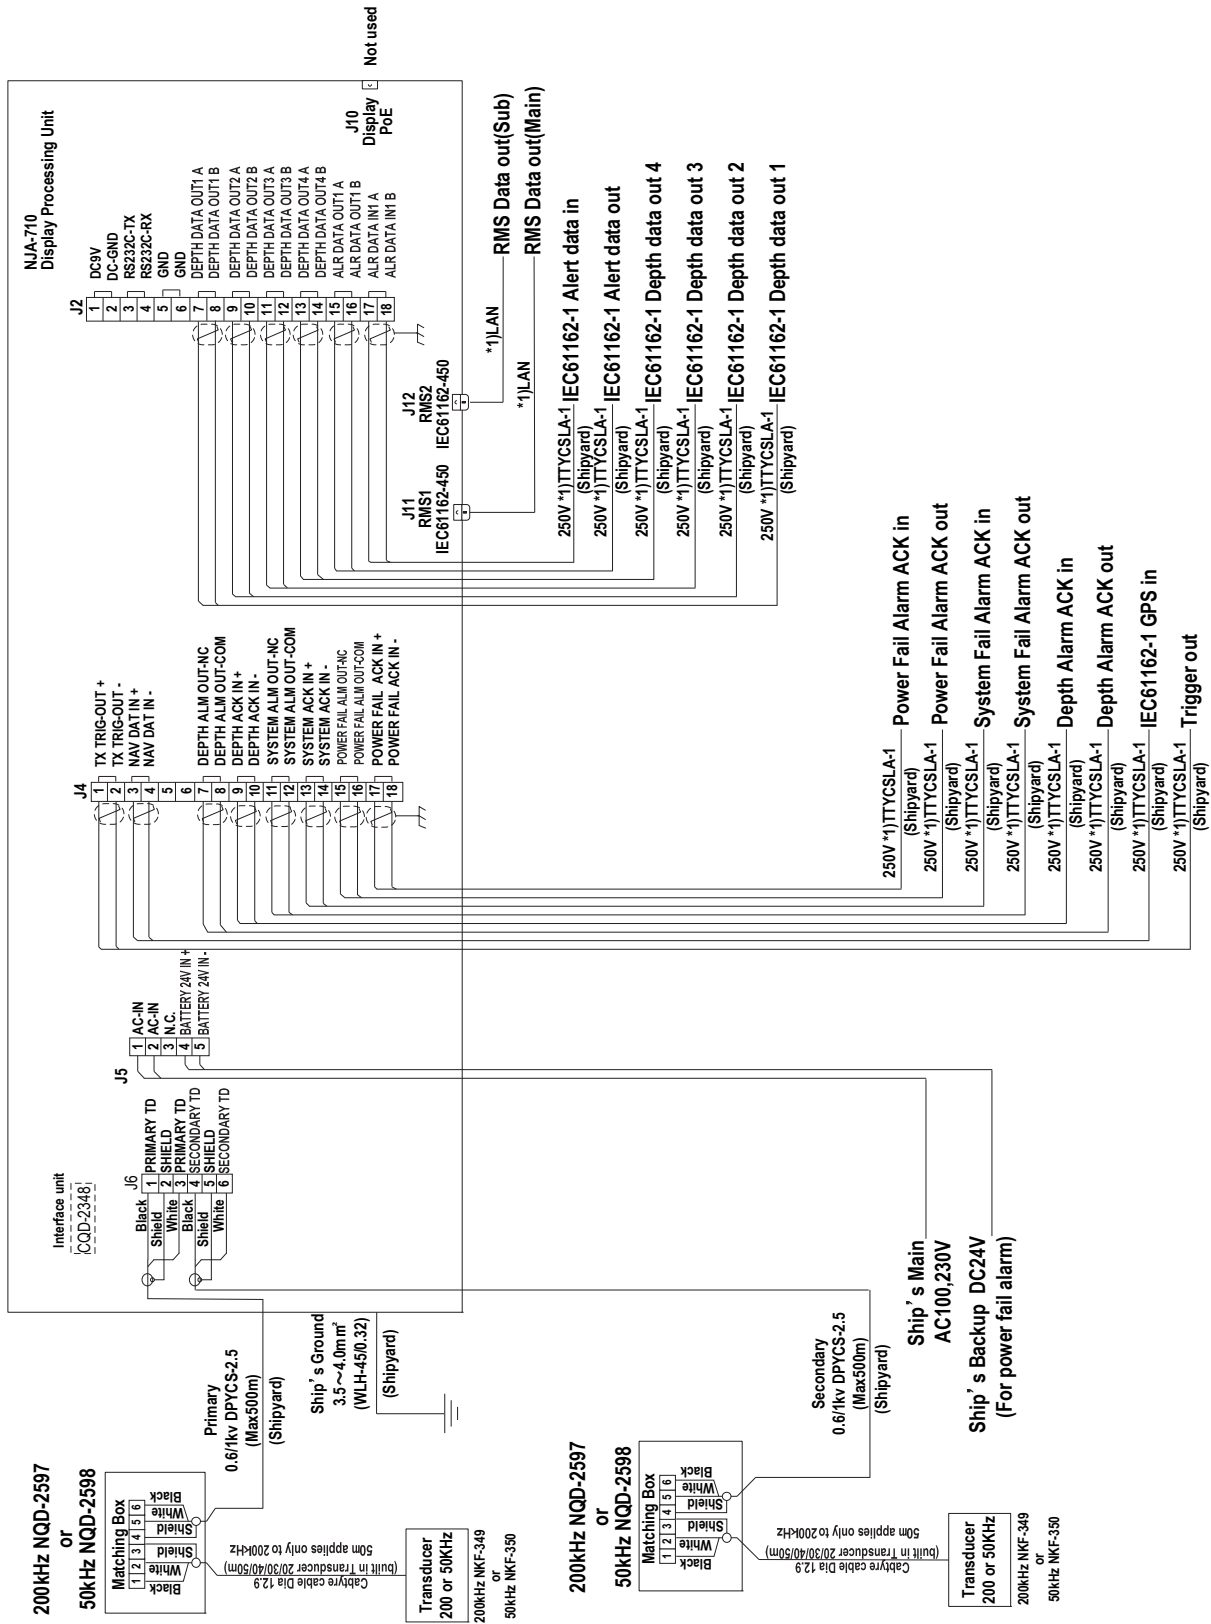 NJA-710
Display Processing Unit
Not used
J10
Display
PoE
J2
1 DC9V
2 DC-GND
3 RS232C-TX
4 RS232C-RX
5 GND
6 GND
7 DEPTH DATA OUT1 A
8 DEPTH DATA OUT1 B
9 DEPTH DATA OUT2 A
10 DEPTH DATA OUT2 B
11 DEPTH DATA OUT3 A
12 DEPTH DATA OUT3 B
13 DEPTH DATA OUT4 A
14 DEPTH DATA OUT4 B
15 ALR DATA OUT1 A
16 ALR DATA OUT1 B
17 ALR DATA IN1 A
18 ALR DATA IN1 B
J12
RMS2
IEC61162-450
J11
RMS1
IEC61162-450
*1)LAN
RMS Data out(Sub)
*1)LAN
RMS Data out(Main)
250V *1)TTYCSLA-1
(Shipyard)
IEC61162-1 Alert data in
250V *1)TTYCSLA-1
(Shipyard)
IEC61162-1 Alert data out
250V *1)TTYCSLA-1
(Shipyard)
IEC61162-1 Depth data out 4
250V *1)TTYCSLA-1
(Shipyard)
IEC61162-1 Depth data out 3
250V *1)TTYCSLA-1
(Shipyard)
IEC61162-1 Depth data out 2
250V *1)TTYCSLA-1
(Shipyard)
IEC61162-1 Depth data out 1
J4
1 TX TRIG-OUT +
2 TX TRIG-OUT -
3 NAV DAT IN +
4 NAV DAT IN -
5
6
7 DEPTH ALM OUT-NC
8 DEPTH ALM OUT-COM
9 DEPTH ACK IN+
10 DEPTH ACK IN-
11 SYSTEM ALM OUT-NC
12 SYSTEM ALM OUT-COM
13 SYSTEM ACK IN+
14 SYSTEM ACK IN-
15 POWER FAIL ALM OUT-NC
16 POWER FAIL ALM OUT-COM
17 POWER FAIL ACK IN +
18 POWER FAIL ACK IN -
250V *1)TTYCSLA-1
(Shipyard)
Power Fail Alarm ACK in
250V *1)TTYCSLA-1
(Shipyard)
Power Fail Alarm ACK out
250V *1)TTYCSLA-1
(Shipyard)
System Fail Alarm ACK in
250V *1)TTYCSLA-1
(Shipyard)
System Fail Alarm ACK out
250V *1)TTYCSLA-1
(Shipyard)
Depth Alarm ACK in
250V *1)TTYCSLA-1
(Shipyard)
Depth Alarm ACK out
250V *1)TTYCSLA-1
(Shipyard)
IEC61162-1 GPS in
250V *1)TTYCSLA-1
(Shipyard)
Trigger out
J5
1 AC-IN
2 AC-IN
3 N.C.
4 BATTERY 24V IN +
5 BATTERY 24V IN -
Ship's Main
AC100,230V
Ship's Backup DC24V
(For power fail alarm)
Interface unit
CQD-2348
J6
Black 1 PRIMARY TD
Shield 2 SHIELD
White 3 PRIMARY TD
Black 4 SECONDARY TD
Shield 5 SHIELD
White 6 SECONDARY TD
Ship's Ground
3.5～4.0mm²
(WLH-45/0.32)
(Shipyard)
Primary
0.6/1kv DPYCS-2.5
(Max500m)
(Shipyard)
Secondary
0.6/1kv DPYCS-2.5
(Max500m)
(Shipyard)
200kHz NQD-2597
or
50kHz NQD-2598
Matching Box
1 2 3 4 5 6
Black
White
Shield
Shield
White
Black
Cabtyre cable Dia 12.9
(built in Transducer 20/30/40/50m)
50m applies only to 200kHz
Transducer
200 or 50KHz
200kHz NKF-349
or
50kHz NKF-350
200kHz NQD-2597
or
50kHz NQD-2598
Matching Box
1 2 3 4 5 6
Black
White
Shield
Shield
White
Black
Cabtyre cable Dia 12.9
(built in Transducer 20/30/40/50m)
50m applies only to 200kHz
Transducer
200 or 50KHz
200kHz NKF-349
or
50kHz NKF-350